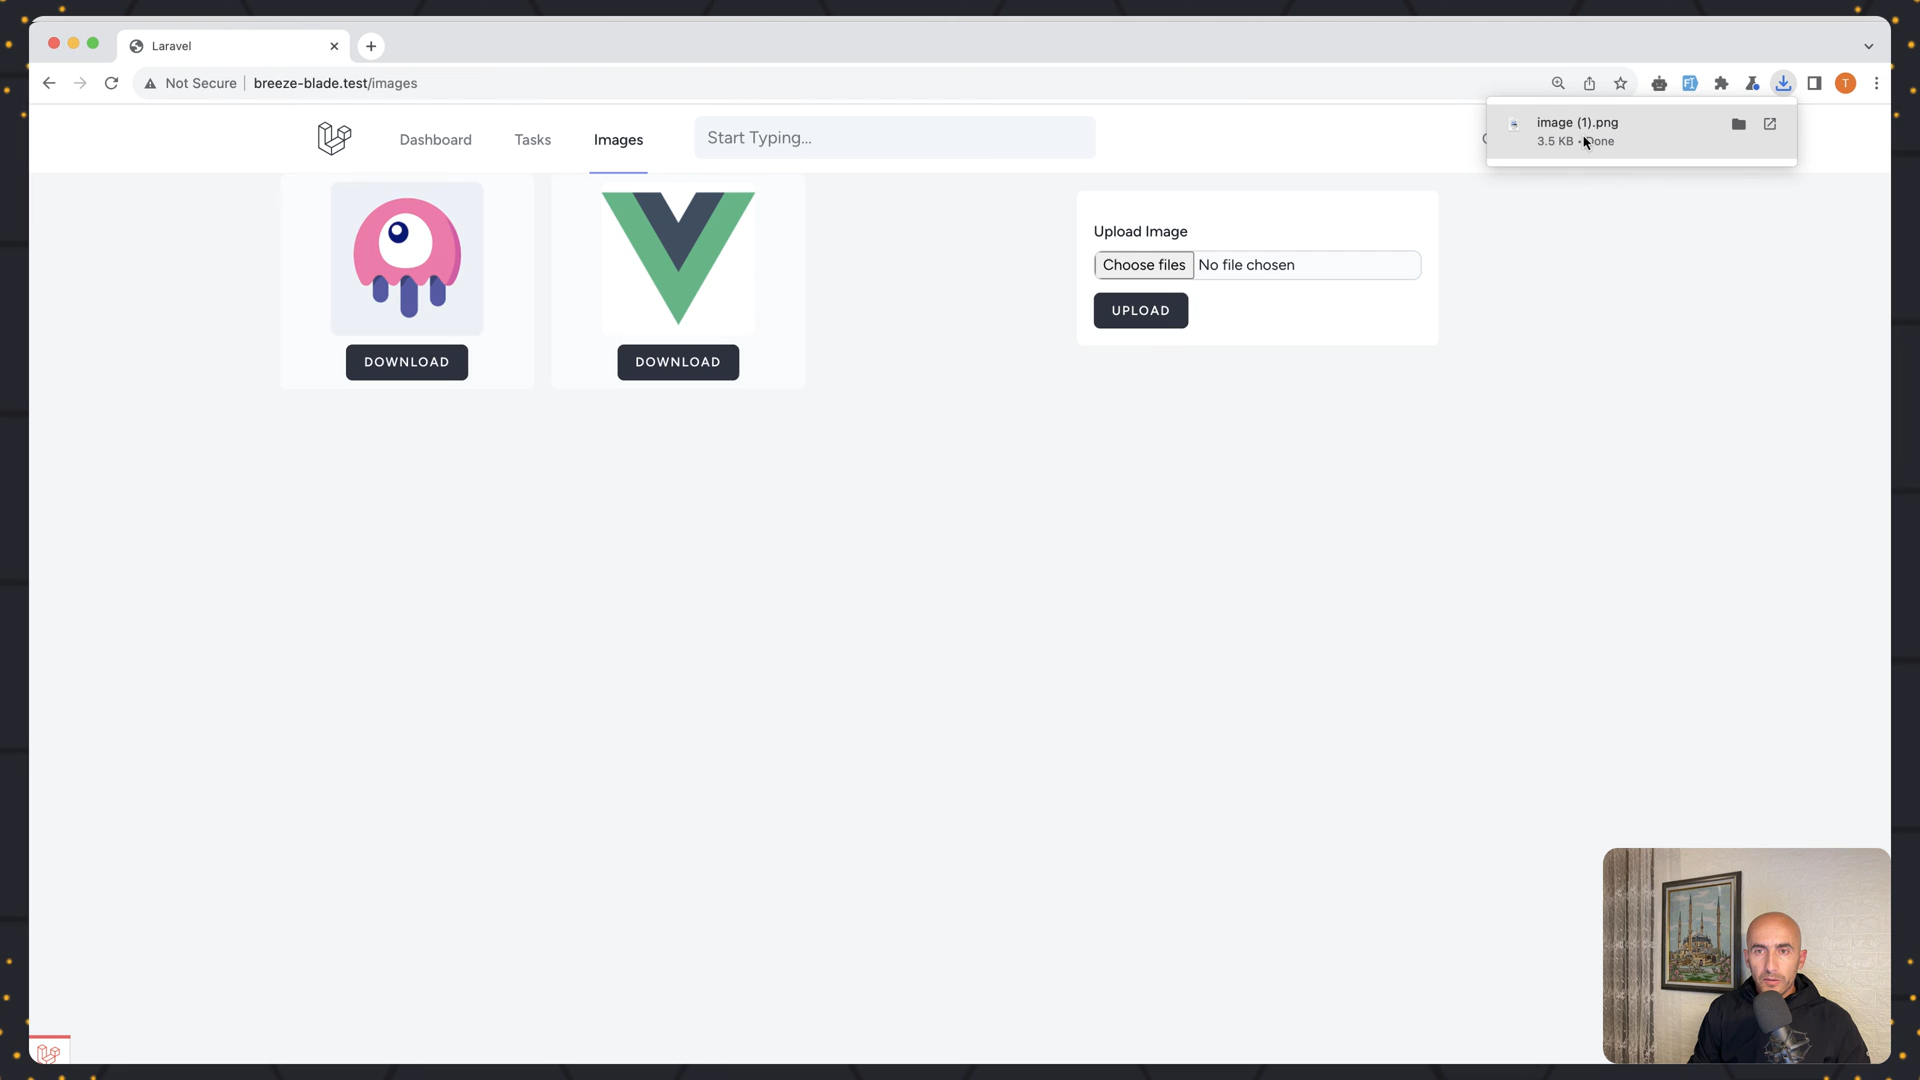 Laravel
Not Secure
breeze-blade.test/images
T
image (1).png
3.5 KB • Done
Dashboard
Tasks
Images
Start Typing...
Upload Image
Choose files No file chosen
UPLOAD
DOWNLOAD
DOWNLOAD